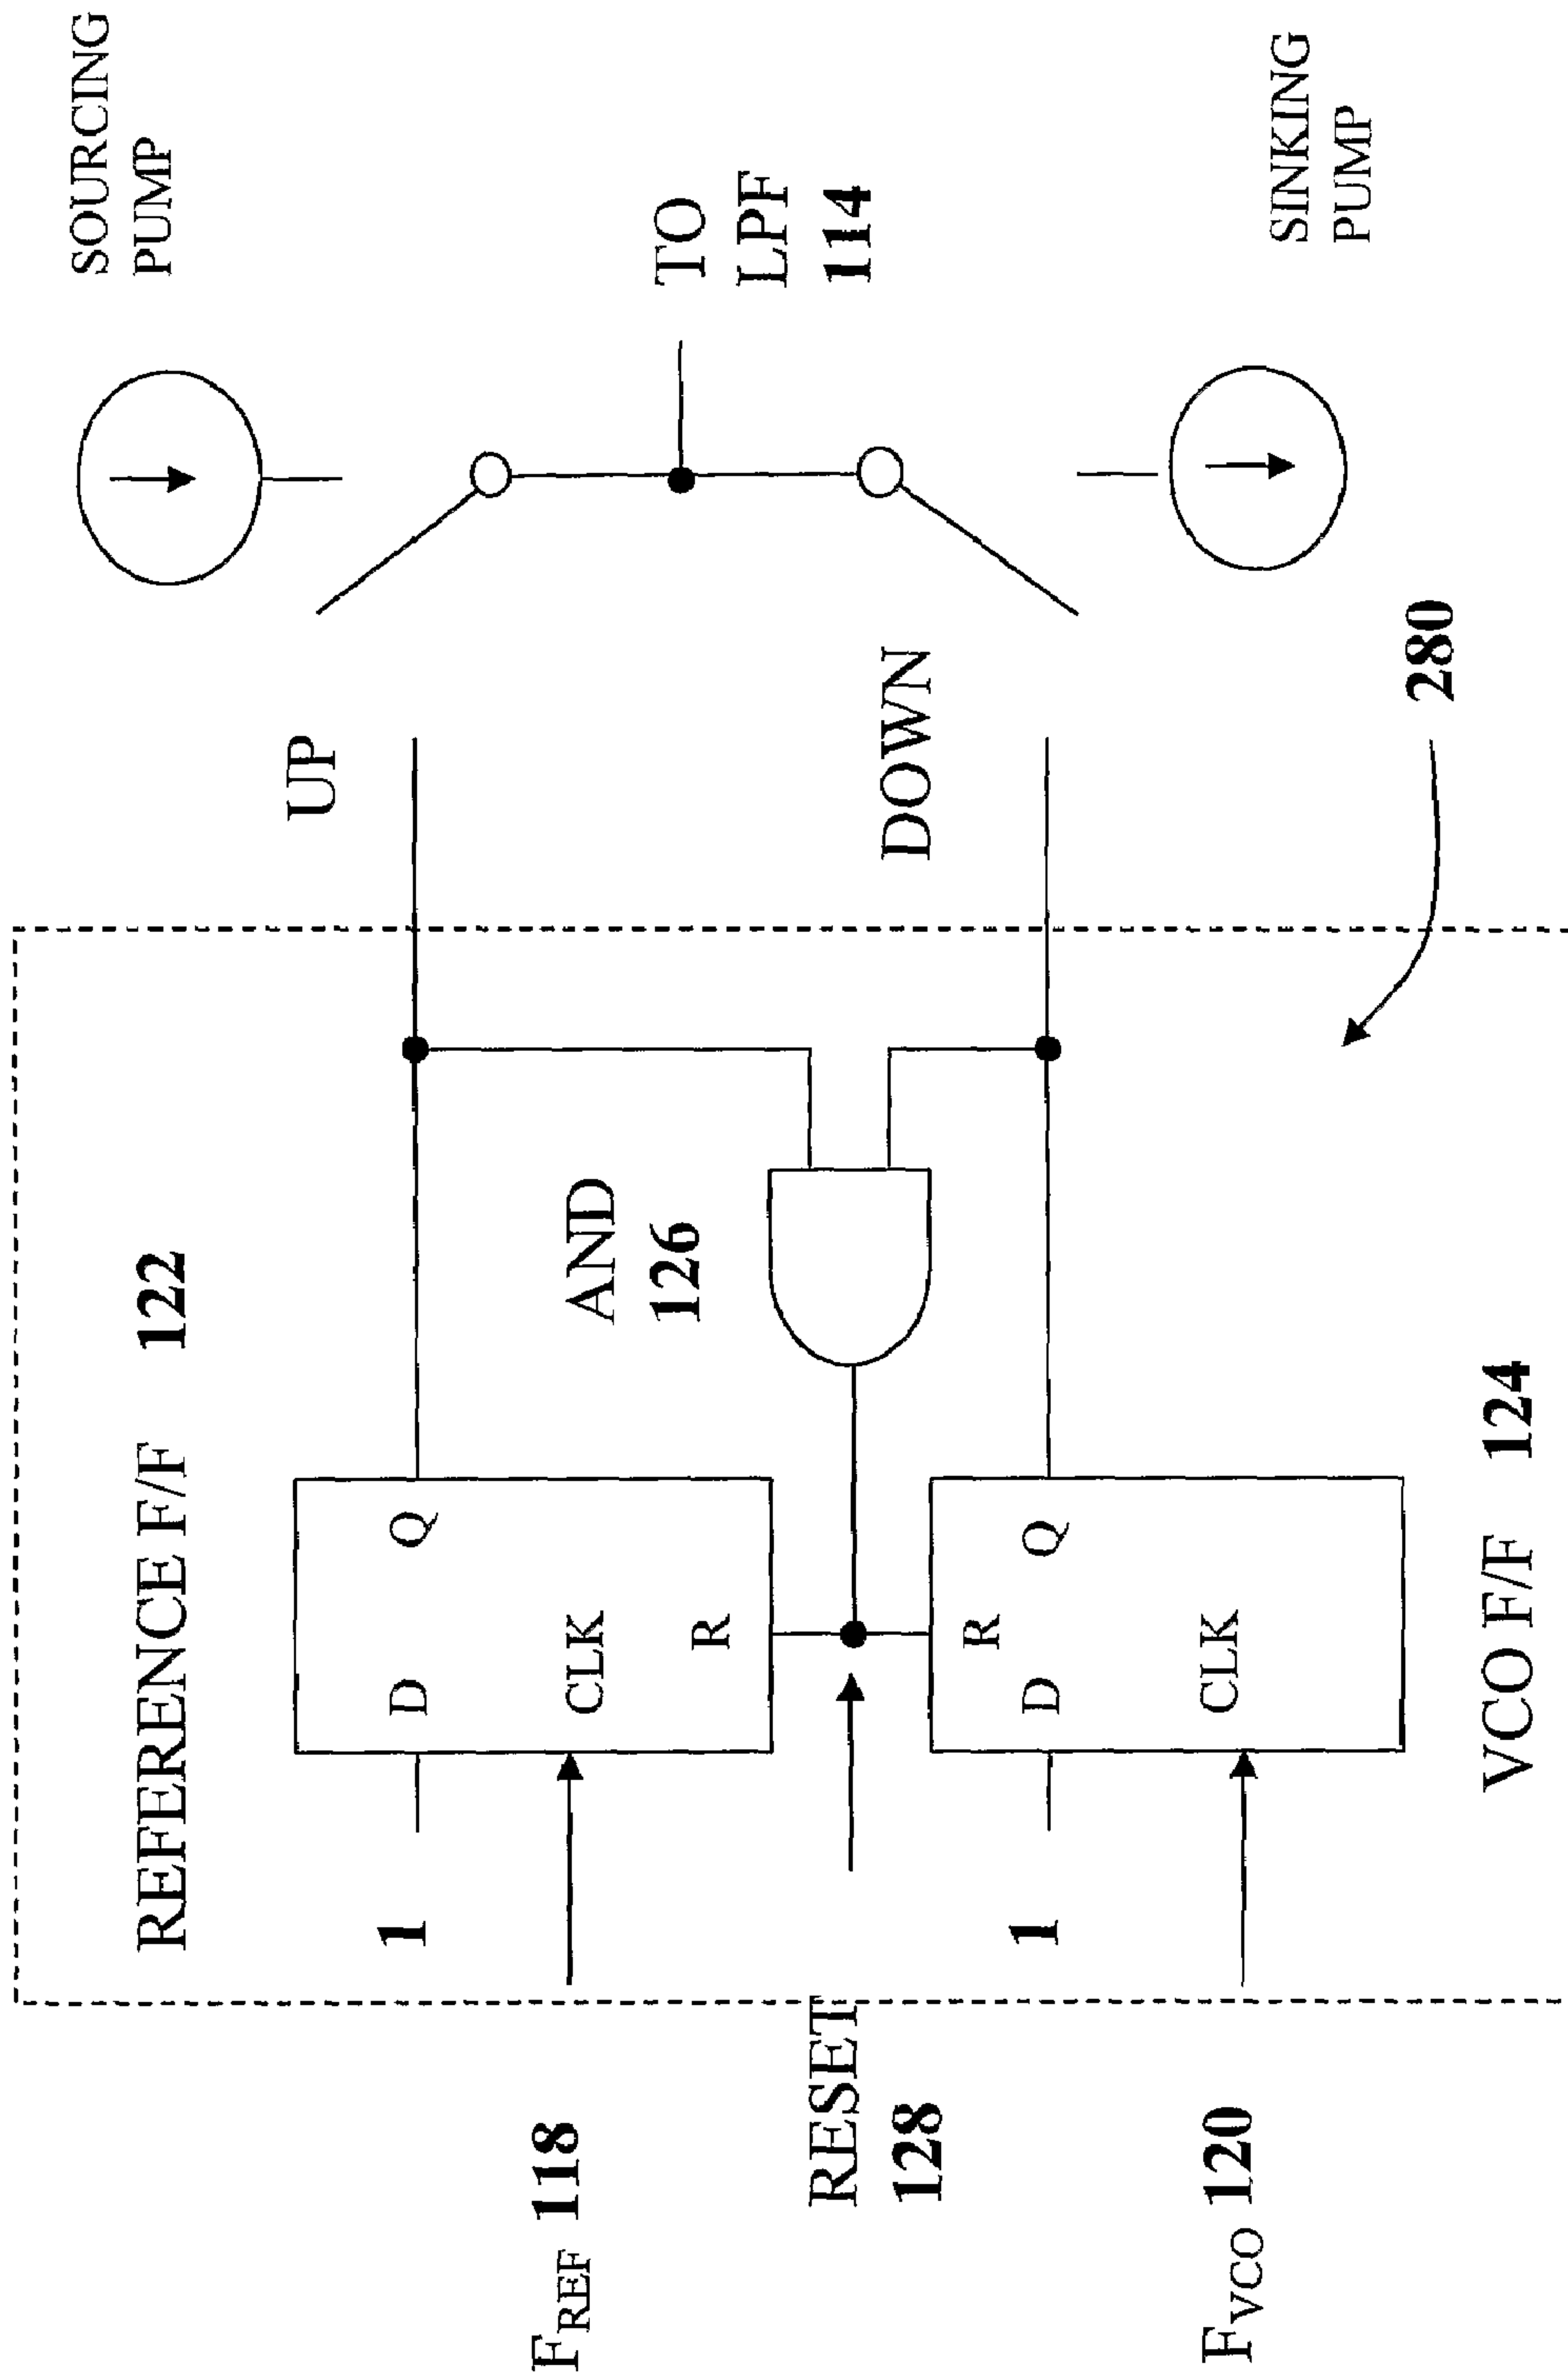 SOURCING
PUMP
REFERENCE F/F 122
UP
1
D
Q
F_REF 118
CLK
AND
126
R
TO
LPF
114
RESET
128
R
DOWN
1
D
Q
F_VCO 120
CLK
SINKING
PUMP
280
VCO F/F 124